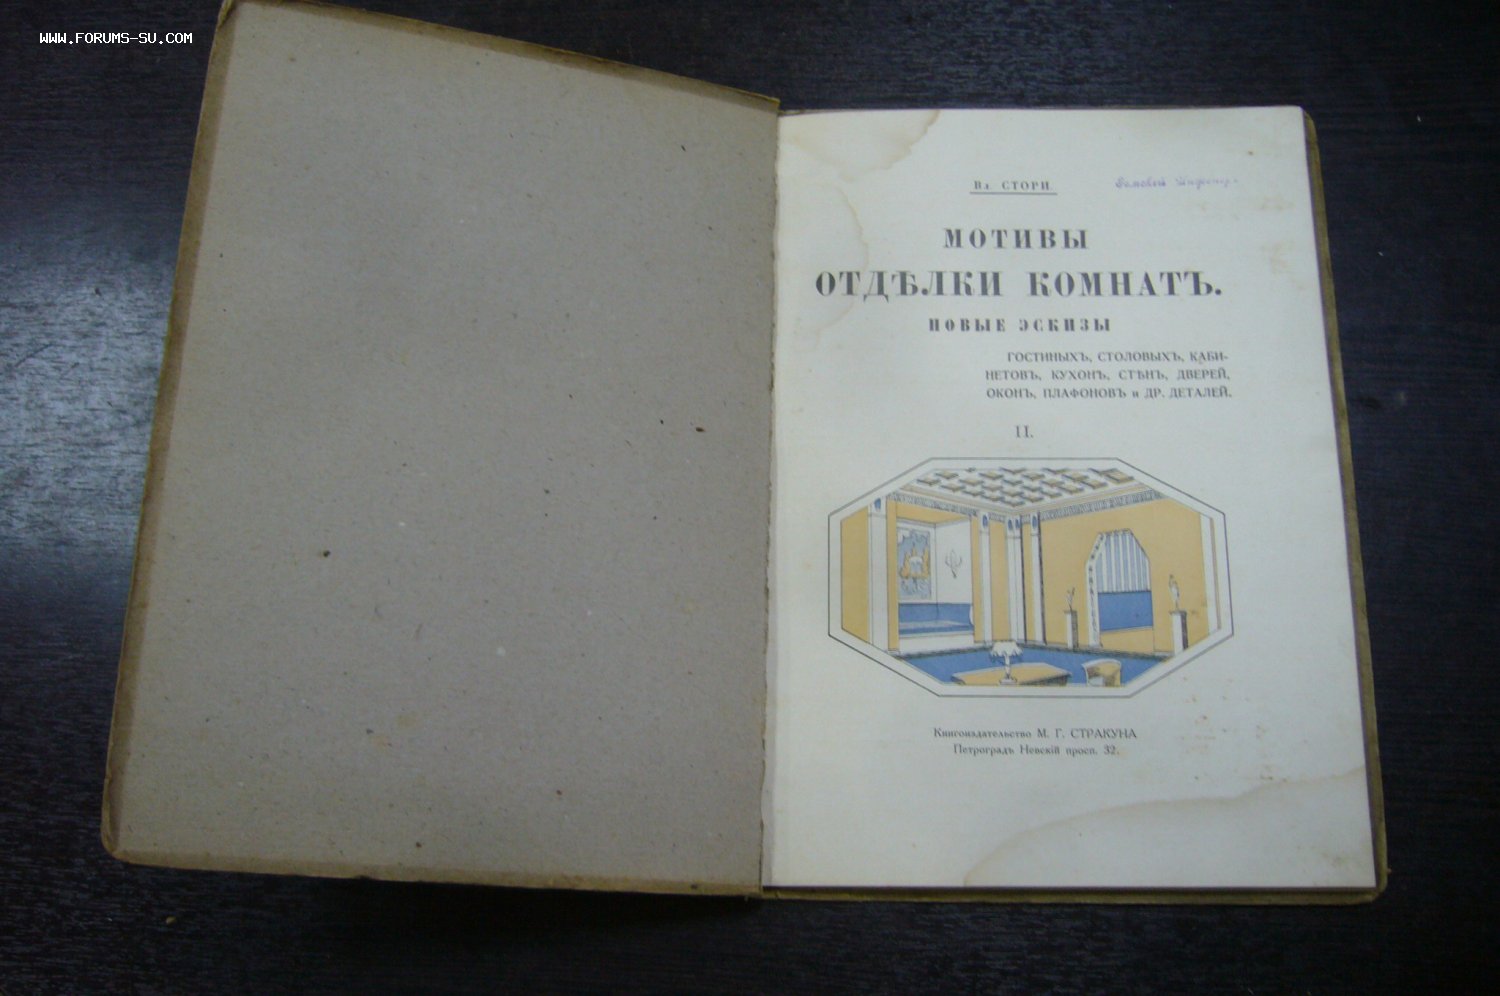 WWW.FORUMS-SU.COM
Вл. СТОРИ.
МОТИВЫ
ОТДѢЛКИ КОМНАТЪ.
НОВЫЕ ЭСКИЗЫ
ГОСТИНЫХЪ, СТОЛОВЫХЪ, КАБИ-
НЕТОВЪ, КУХОНЪ, СТѢНЪ, ДВЕРЕЙ,
ОКОНЪ, ПЛАФОНОВЪ и ДР. ДЕТАЛЕЙ.
II.
Книгоиздательство М. Г. СТРАКУНА
Петроградъ Невскій просп. 32.